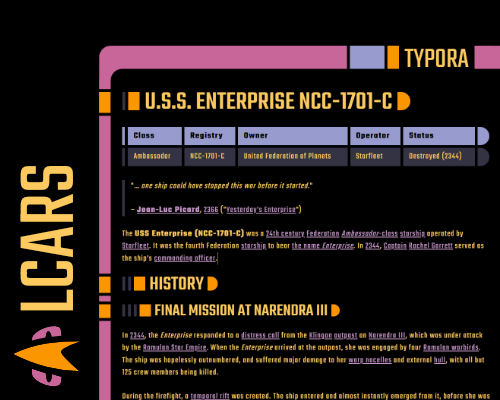 TYPORA
U.S.S. ENTERPRISE NCC-1701-C
Class Registry Owner Operator Status
Ambassador NCC-1701-C United Federation of Planets Starfleet Destroyed (2344)
"... one ship could have stopped this war before it started."
– Jean-Luc Picard, 2366 ("Yesterday's Enterprise")
The USS Enterprise (NCC-1701-C) was a 24th century Federation Ambassador-class starship operated by
Starfleet. It was the fourth Federation starship to bear the name Enterprise. In 2344, Captain Rachel Garrett served as
the ship's commanding officer.
HISTORY
FINAL MISSION AT NARENDRA III
In 2344, the Enterprise responded to a distress call from the Klingon outpost on Narendra III, which was under attack
by the Romulan Star Empire. When the Enterprise arrived at the outpost, she was engaged by four Romulan warbirds.
The ship was hopelessly outnumbered, and suffered major damage to her warp nacelles and external hull, with all but
125 crew members being killed.
During the firefight, a temporal rift was created. The ship entered and almost instantly emerged from it, before she was
LCARS